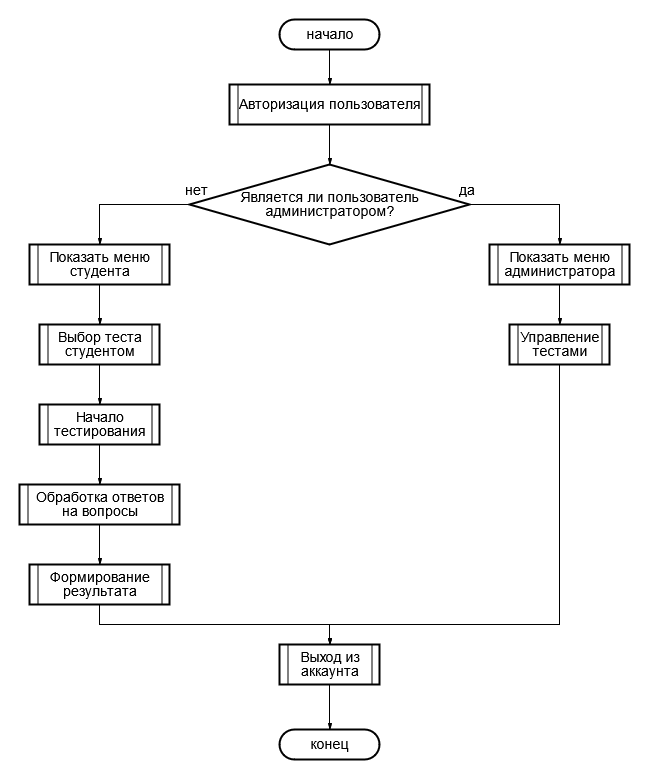 начало
Авторизация пользователя
нет
Является ли пользователь
администратором?
да
Показать меню
студента
Показать меню
администратора
Выбор теста
студентом
Управление
тестами
Начало
тестирования
Обработка ответов
на вопросы
Формирование
результата
Выход из
аккаунта
конец